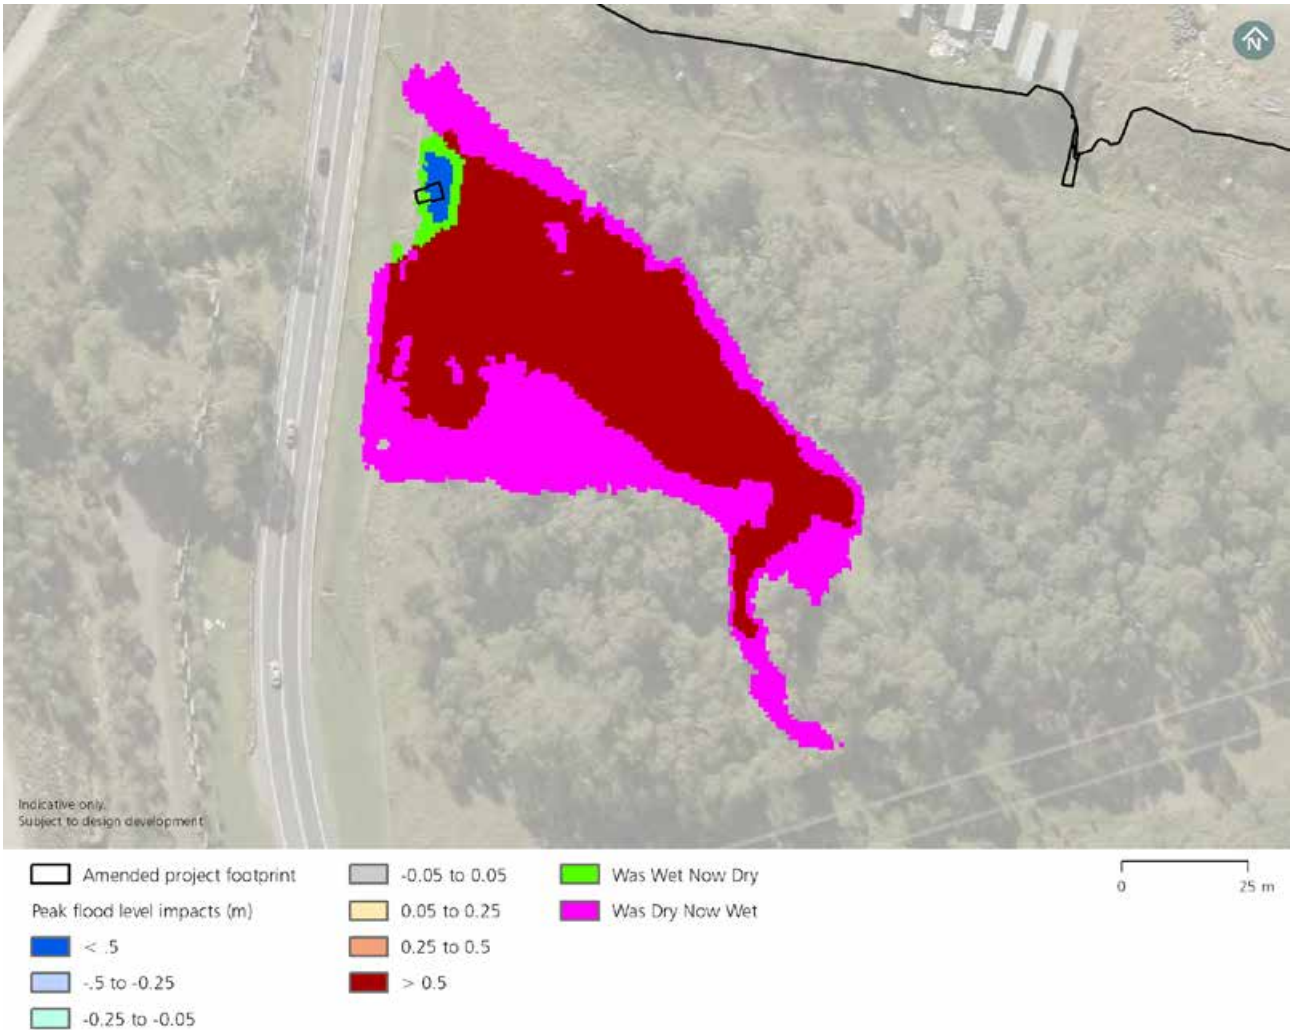 N
Indicative only.
Subject to design development
Amended project footprint
Peak flood level impacts (m)
< .5
-.5 to -0.25
-0.25 to -0.05
-0.05 to 0.05
0.05 to 0.25
0.25 to 0.5
> 0.5
Was Wet Now Dry
Was Dry Now Wet
0 25 m